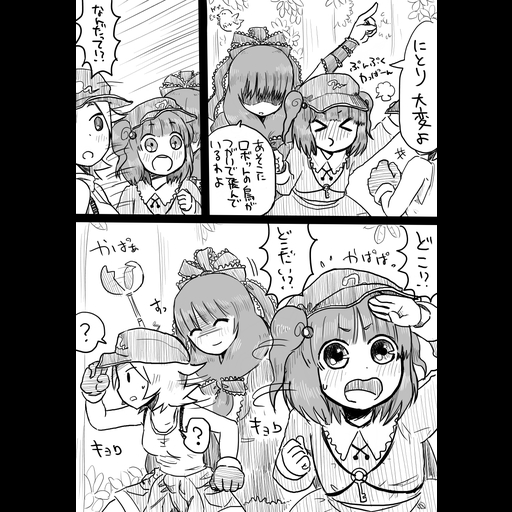 にとり 大変よ
ぷんぷく
かぱーん
あそこに
ロボットの鳥が
つがいで飛んで
いるわよ
なんだって!?
どこ!?
かぱぱっ
どこだい!?
すっ
かぱぁ
?
キョロ
?
キョロ